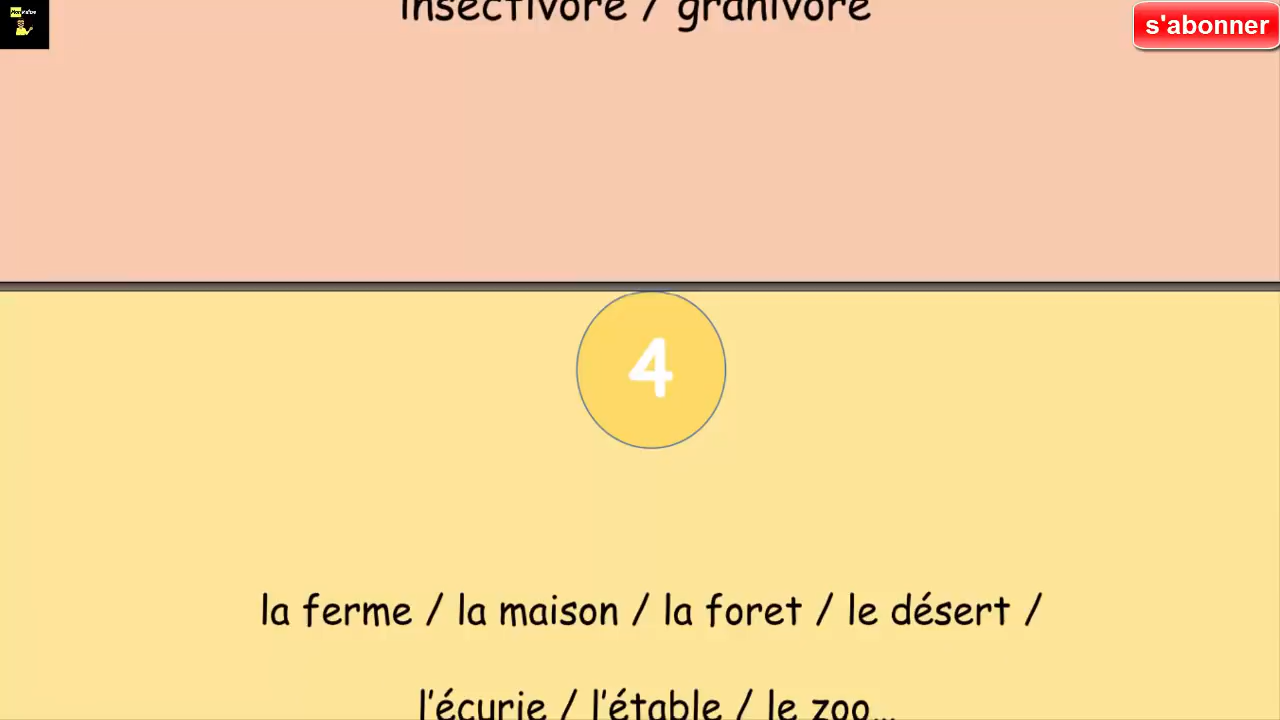 insectivore / granivore
s'abonner
4
la ferme / la maison / la foret / le désert /
l'écurie / l'étable / le zoo...